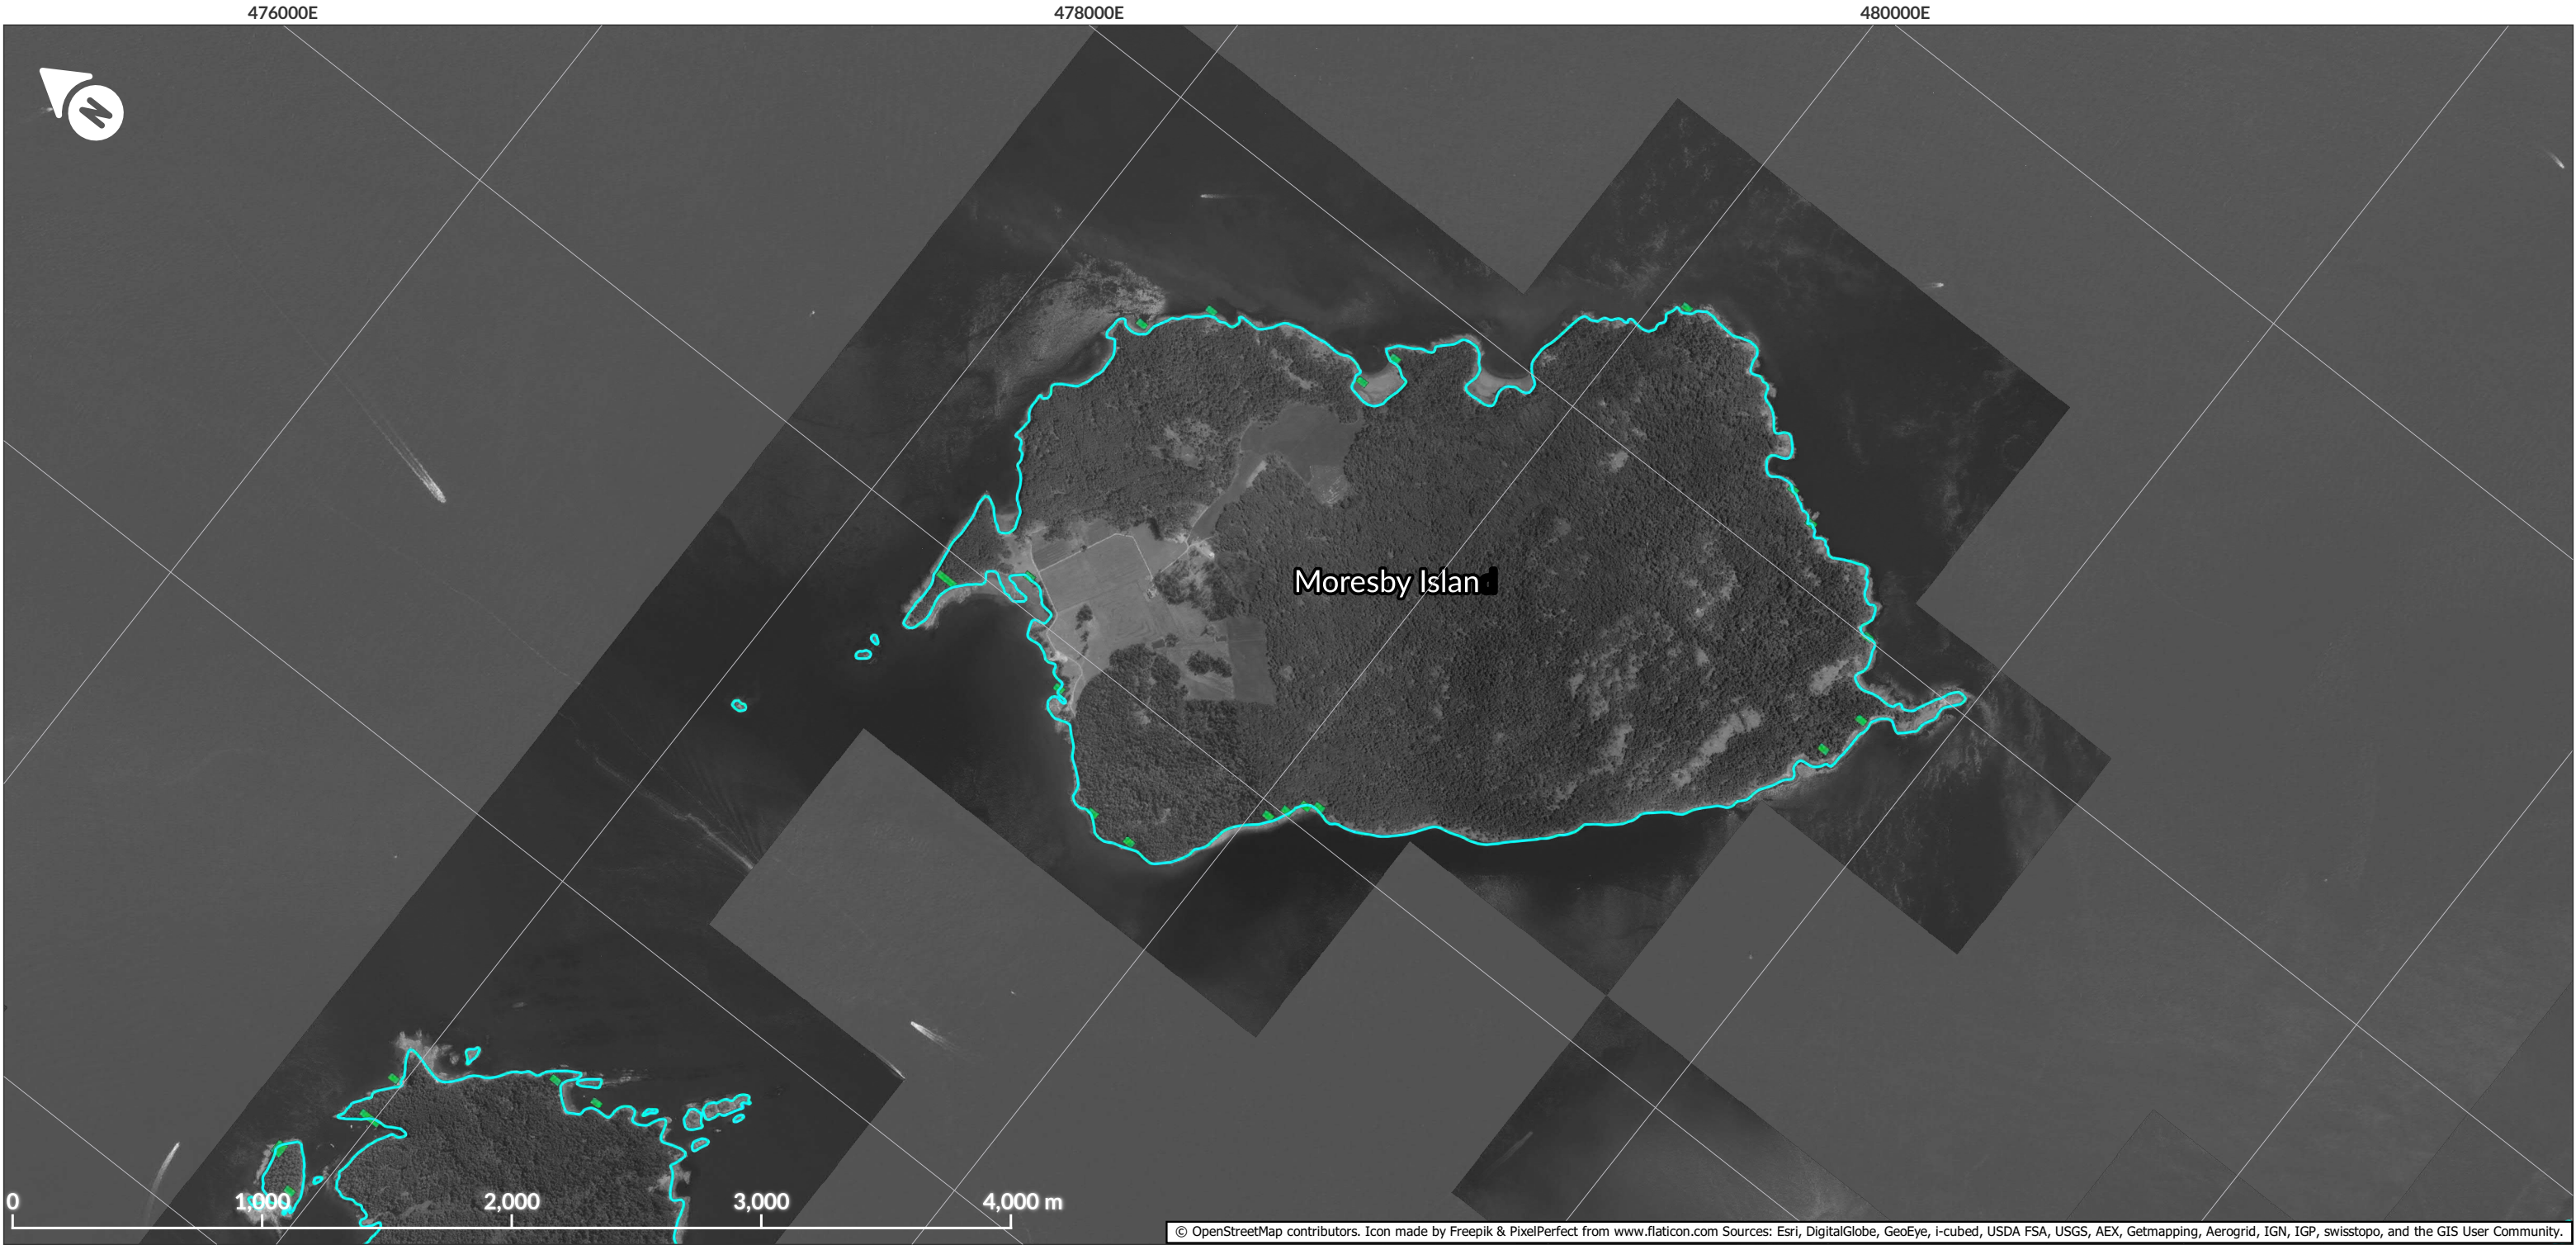 476000E 478000E 480000E
N
Moresby Island
0 1,000 2,000 3,000 4,000 m
© OpenStreetMap contributors. Icon made by Freepik & PixelPerfect from www.flaticon.com Sources: Esri, DigitalGlobe, GeoEye, i-cubed, USDA FSA, USGS, AEX, Getmapping, Aerogrid, IGN, IGP, swisstopo, and the GIS User Community.